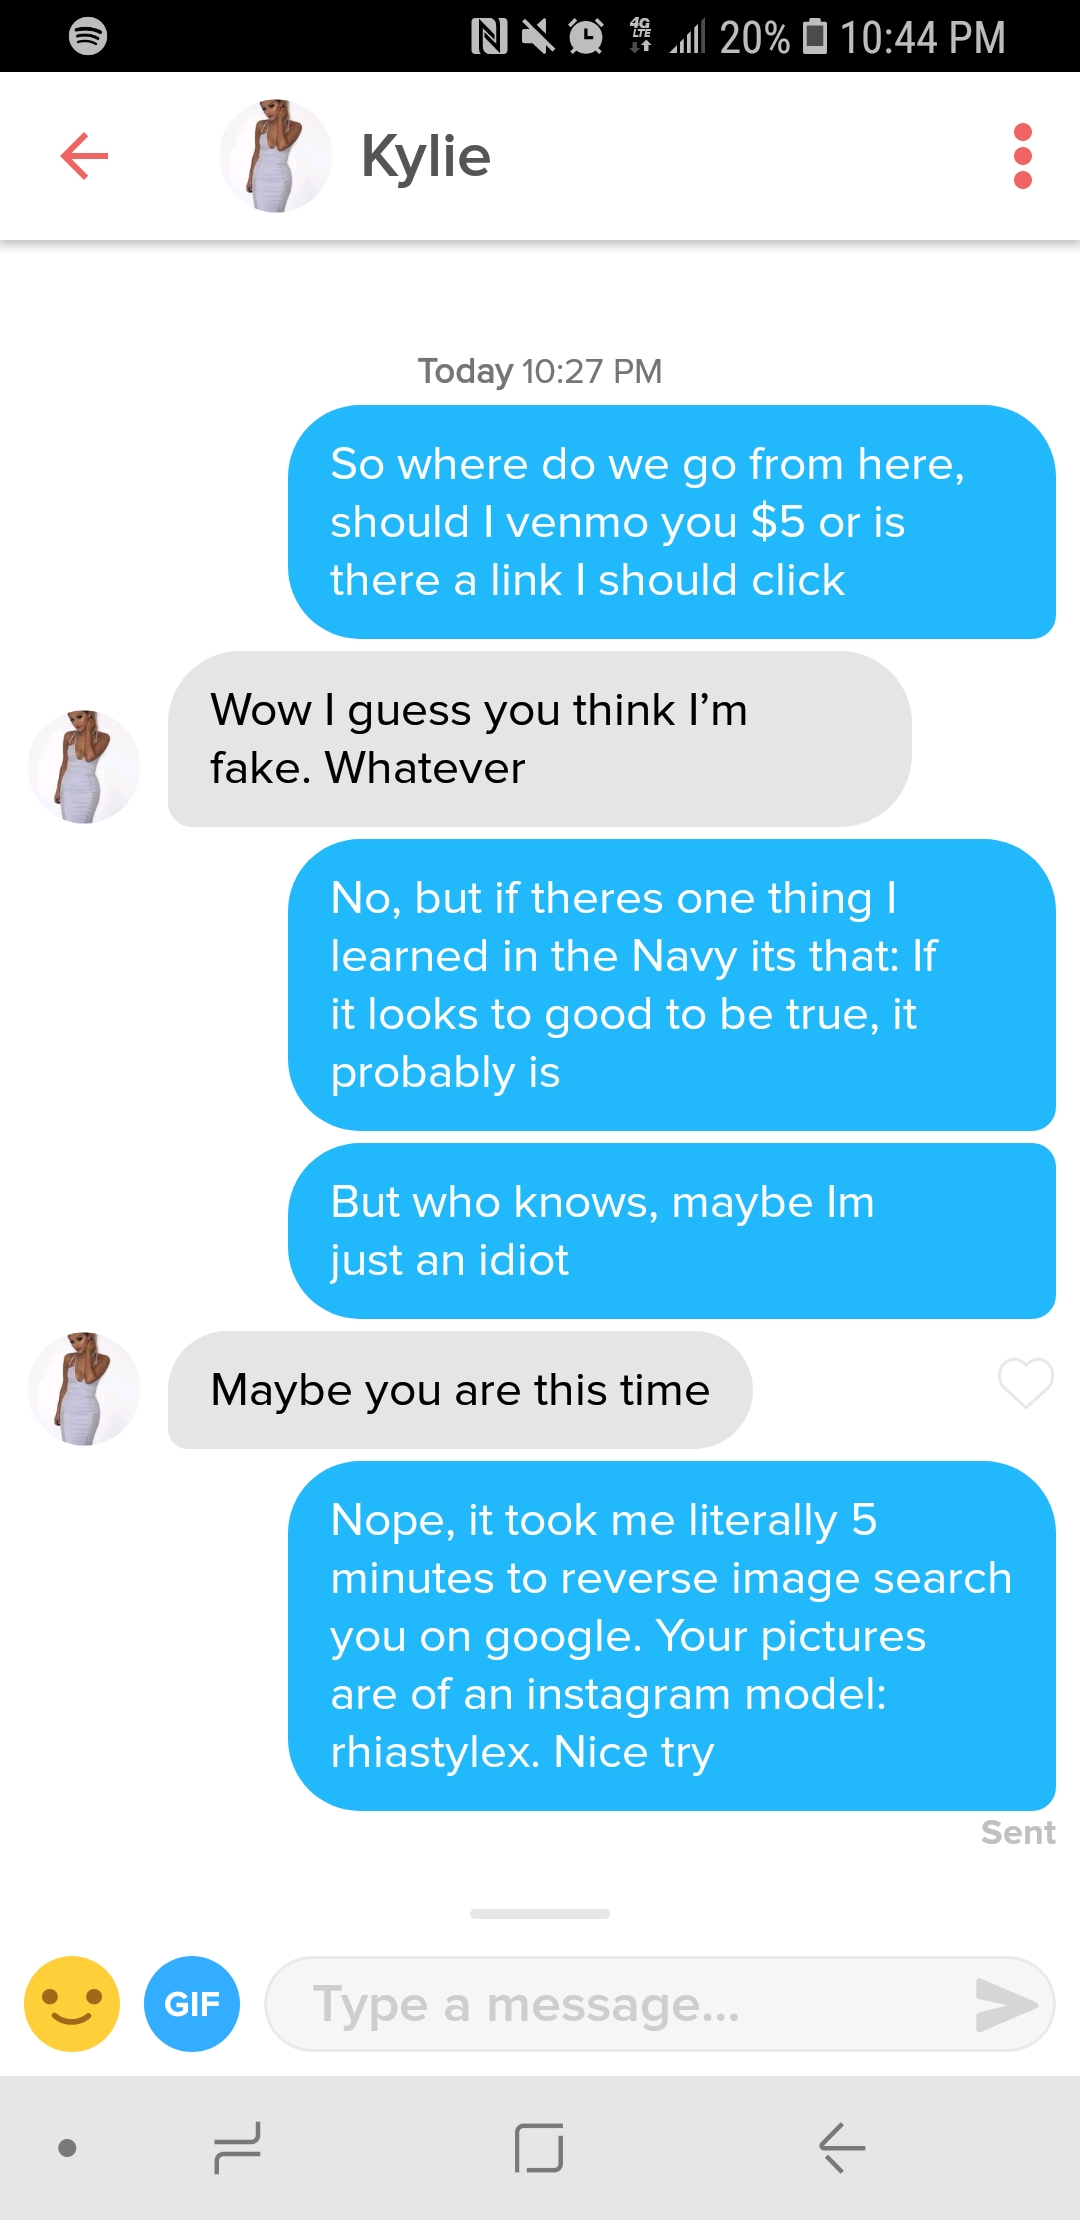 4G
LTE
20% 10:44 PM
Kylie
Today 10:27 PM
So where do we go from here,
should I venmo you $5 or is
there a link I should click
Wow I guess you think I’m
fake. Whatever
No, but if theres one thing I
learned in the Navy its that: If
it looks to good to be true, it
probably is
But who knows, maybe Im
just an idiot
Maybe you are this time
Nope, it took me literally 5
minutes to reverse image search
you on google. Your pictures
are of an instagram model:
rhiastylex. Nice try
Sent
GIF
Type a message...